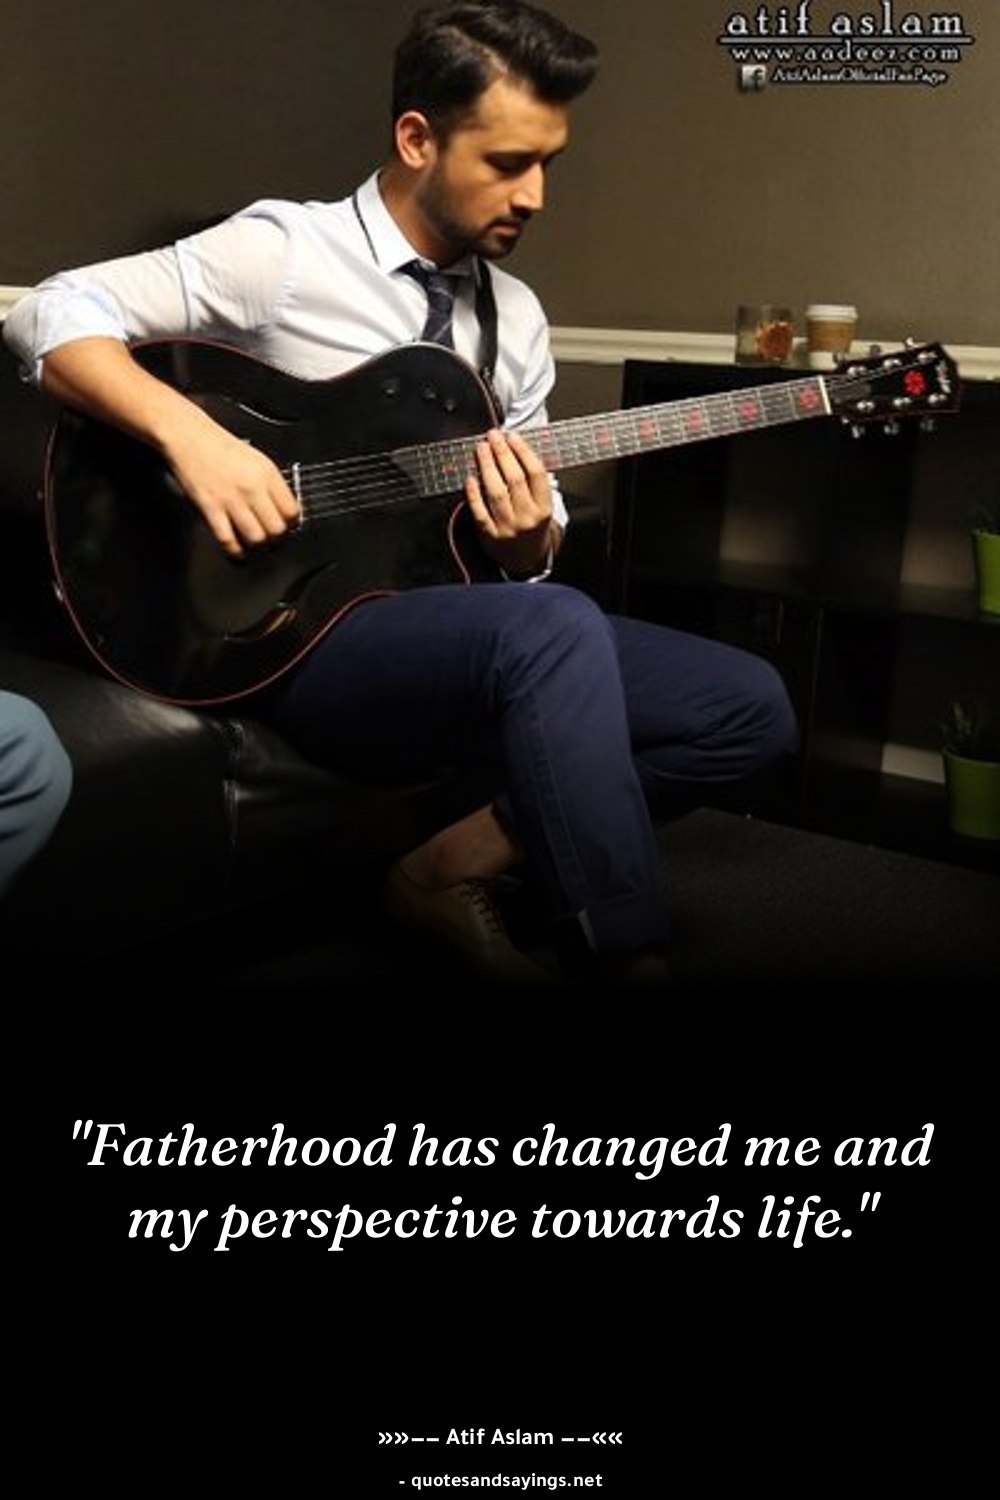 atif aslam
www.aadeez.com
AtifAslamOfficialFanPage
"Fatherhood has changed me and
my perspective towards life."
»»–– Atif Aslam ––««
- quotesandsayings.net